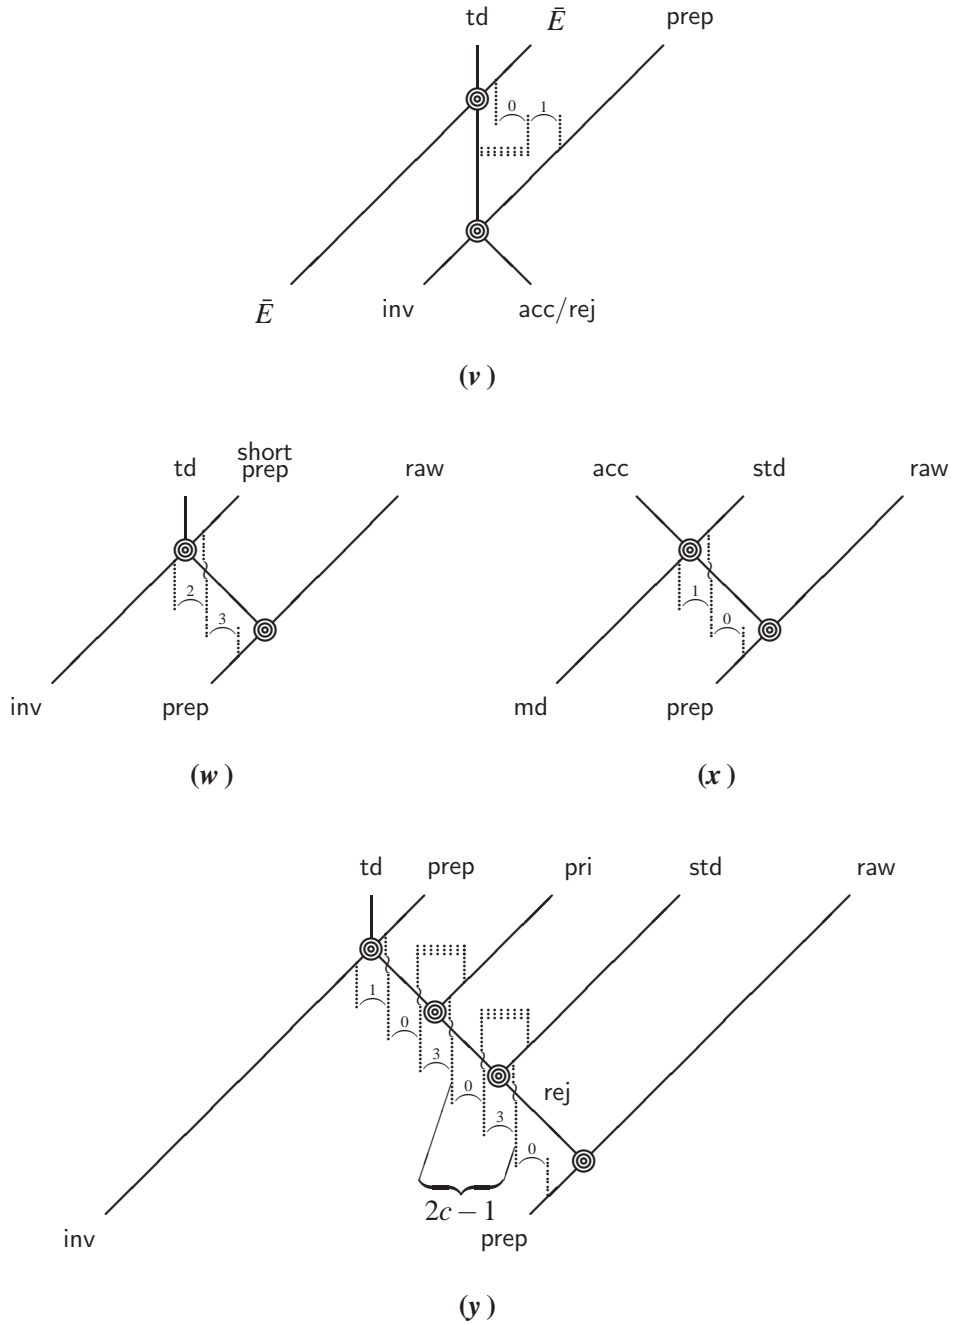 td Ē prep
0 1
Ē inv acc/rej
(v)
short
td prep raw acc std raw
2 1
3 0
inv prep md prep
(w) (x)
td prep pri std raw
1
0
3
0 rej
3
0
2c − 1
inv prep
(y)